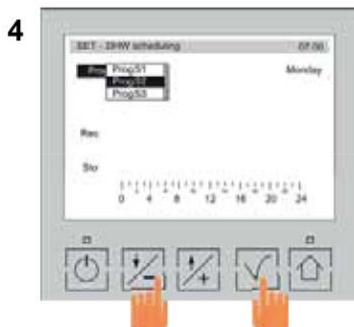 4
SET - DHW scheduling 07:00
Prog ProgS1 Monday
ProgS2
ProgS3
Rec
Sto
0 4 8 12 16 20 24